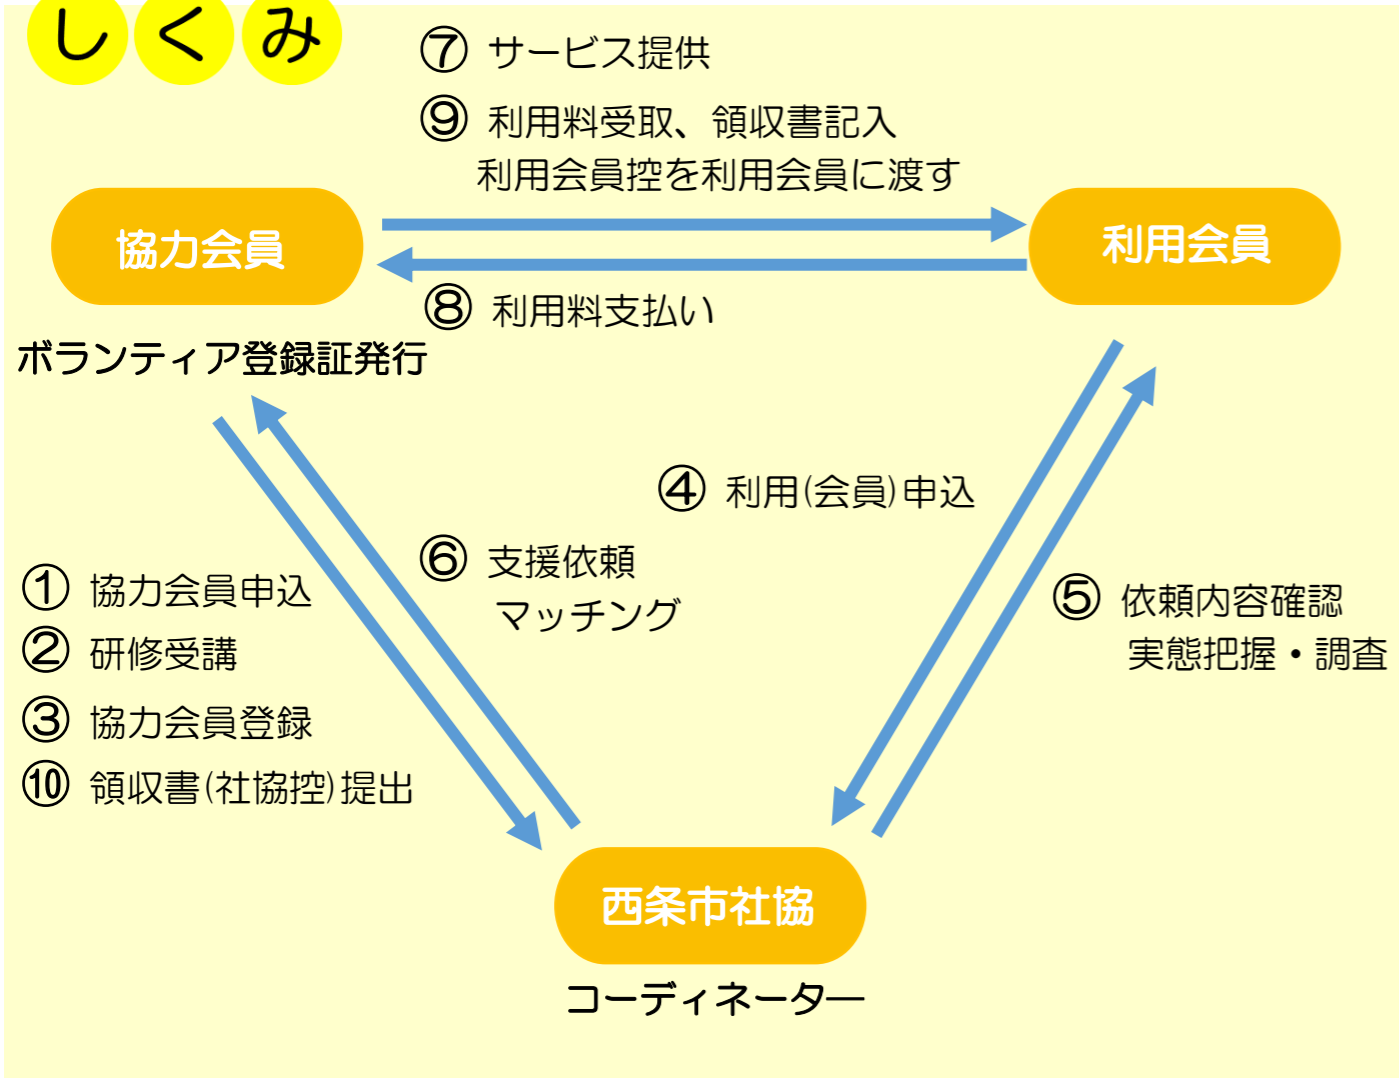 しくみ
⑦ サービス提供
⑨ 利用料受取、領収書記入
利用会員控を利用会員に渡す
協力会員
利用会員
⑧ 利用料支払い
ボランティア登録証発行
④ 利用(会員)申込
⑥ 支援依頼
マッチング
① 協力会員申込
② 研修受講
③ 協力会員登録
⑩ 領収書(社協控)提出
⑤ 依頼内容確認
実態把握・調査
西条市社協
コーディネーター